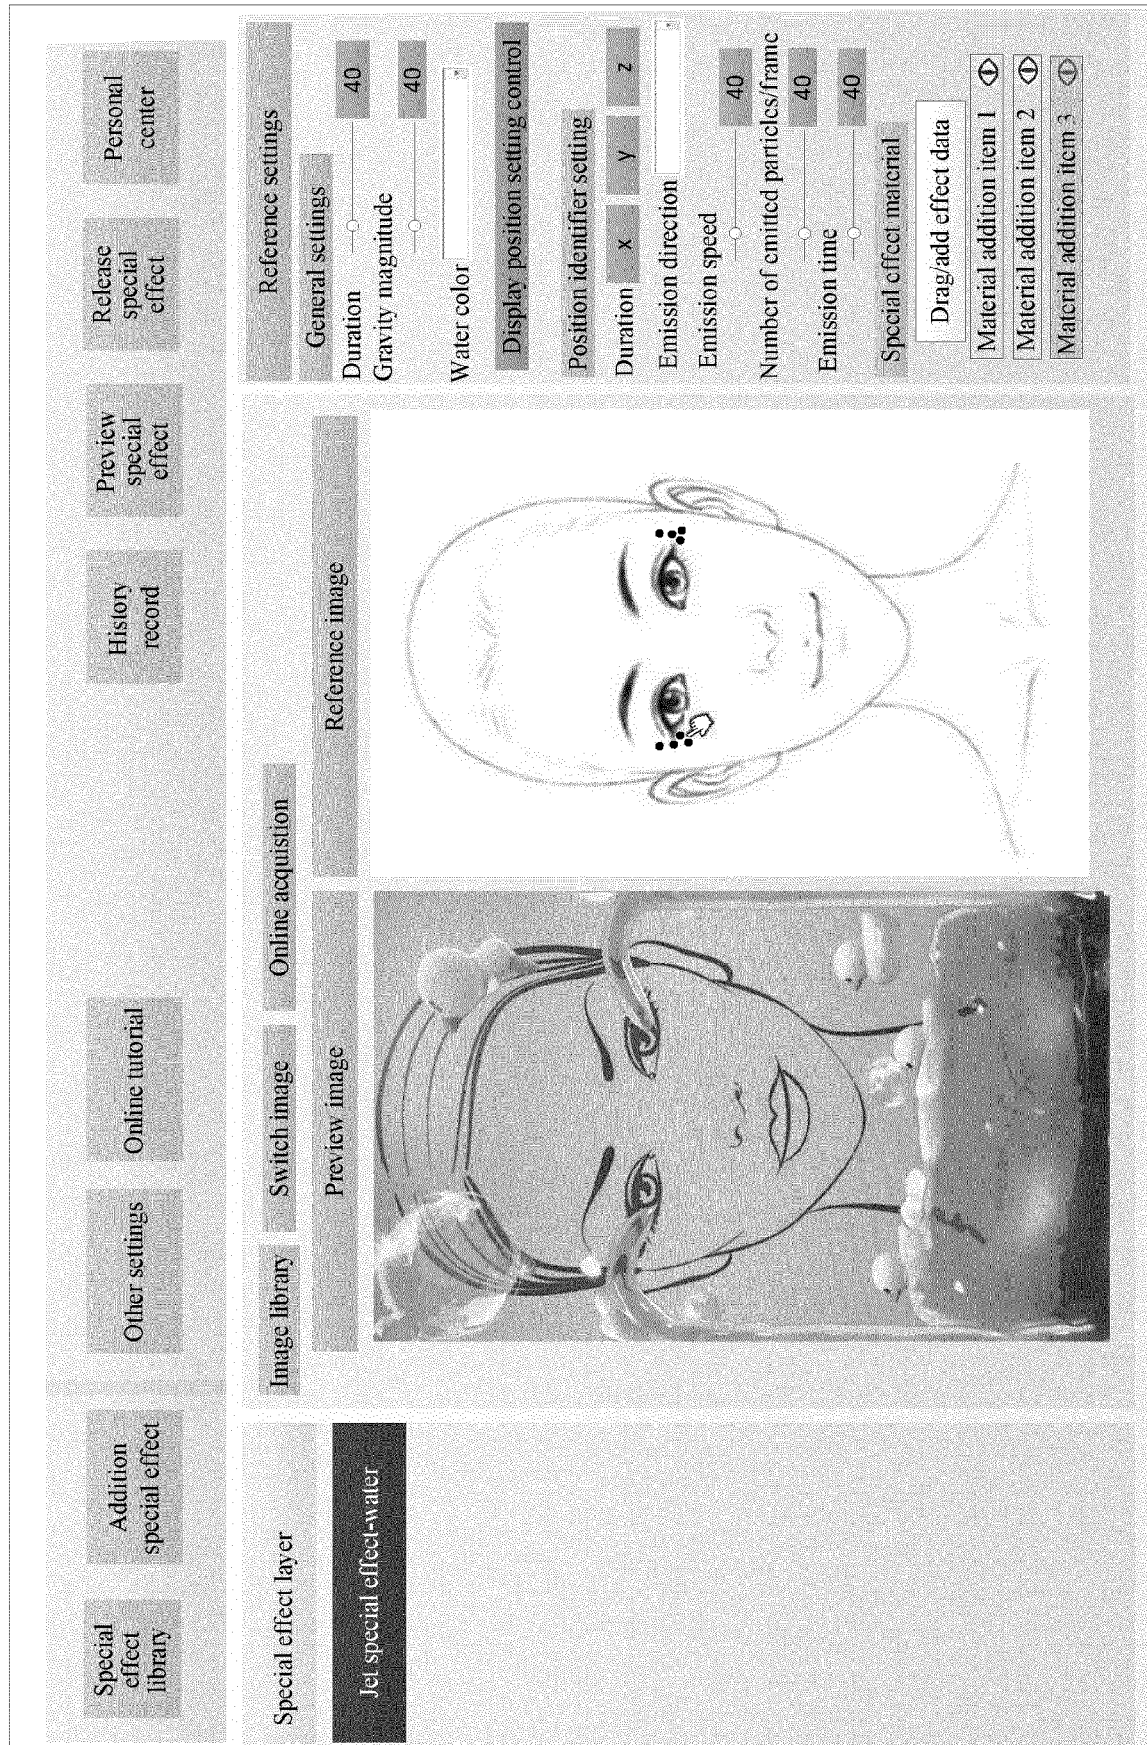 Special
effect
library
Addition
special effect
Other settings
Online tutorial
History
record
Preview
special
effect
Release
special
effect
Personal
center
Special effect layer
Jet special effect-water
Image library
Switch image
Online acquistion
Preview image
Reference image
Reference settings
General settings
Duration
40
Gravity magnitude
40
Water color
Display position setting control
Position identifier setting
Duration x y z
Emission direction
Emission speed
40
Number of emitted particles/frame
40
Emission time
40
Special effect material
Drag/add effect data
Material addition item 1
Material addition item 2
Material addition item 3